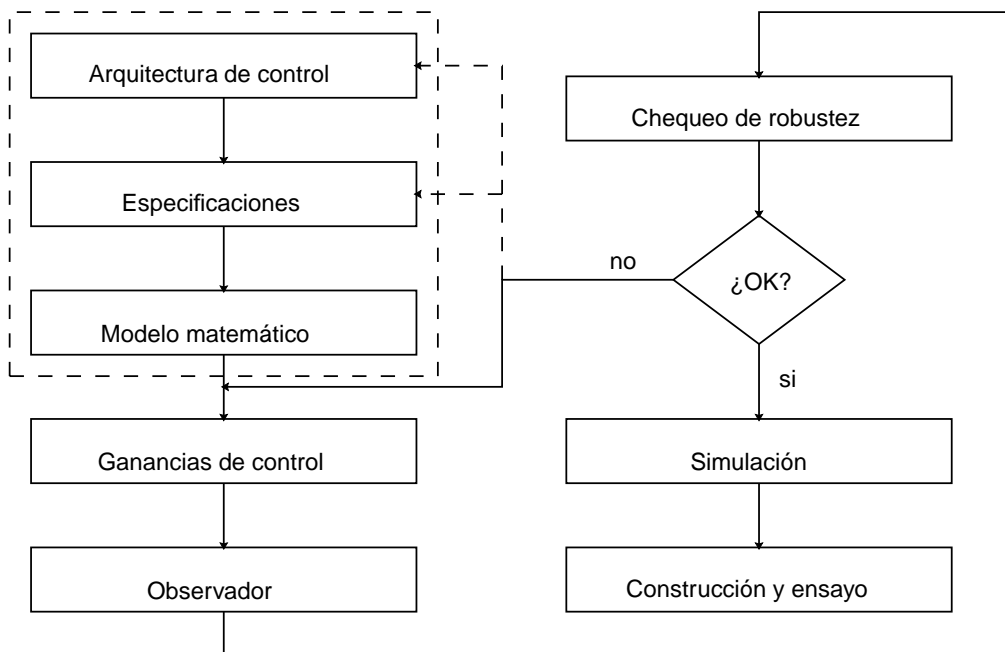 Arquitectura de control
Especificaciones
Modelo matemático
Ganancias de control
Observador
Chequeo de robustez
¿OK?
no
si
Simulación
Construcción y ensayo